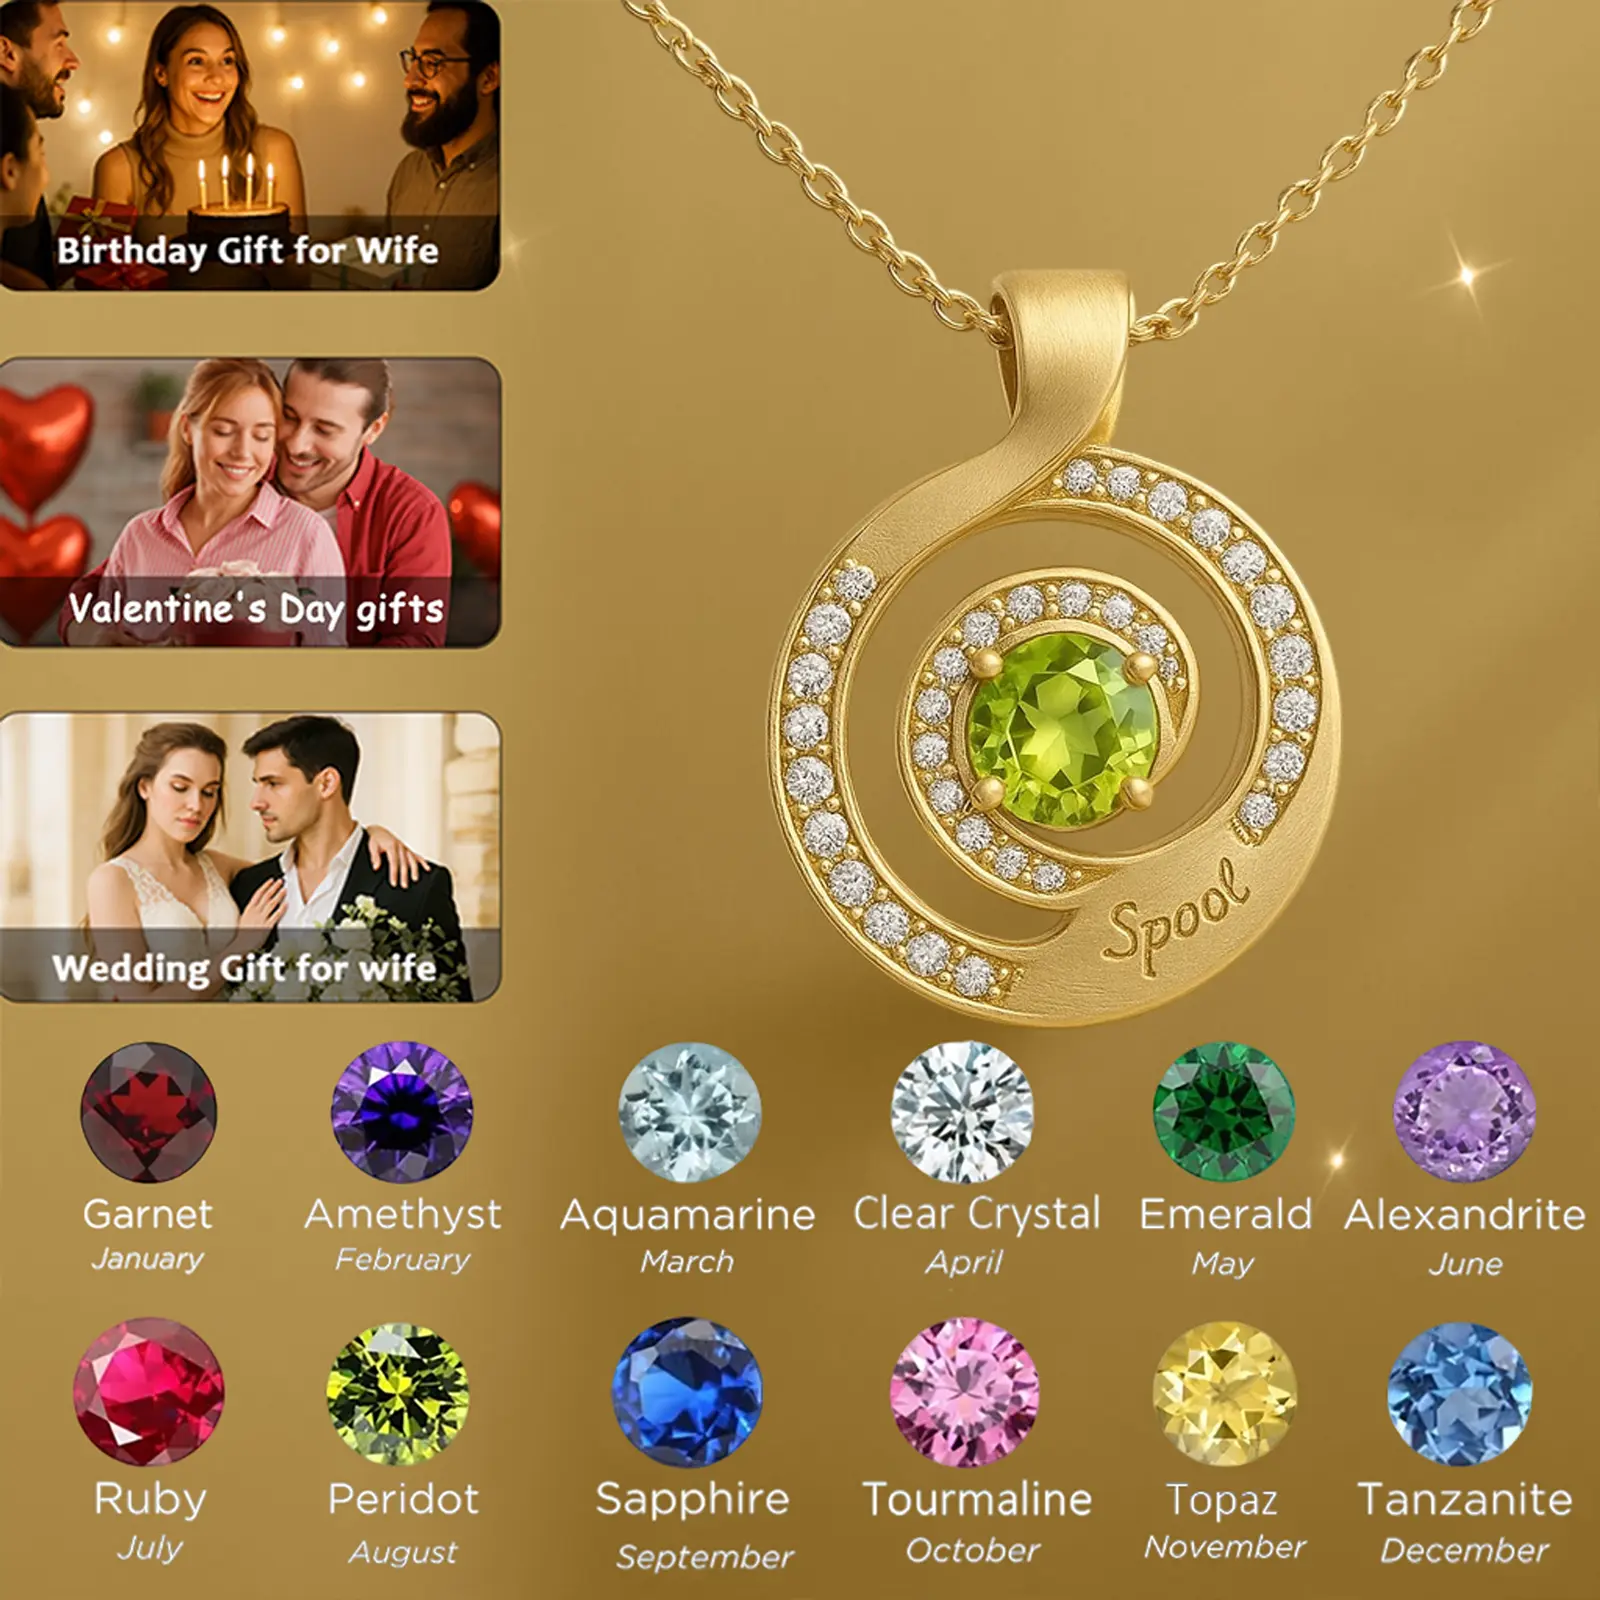 Birthday Gift for Wife
Valentine's Day gifts
Wedding Gift for wife
Spool
Garnet
January
Amethyst
February
Aquamarine
March
Clear Crystal
April
Emerald
May
Alexandrite
June
Ruby
July
Peridot
August
Sapphire
September
Tourmaline
October
Topaz
November
Tanzanite
December